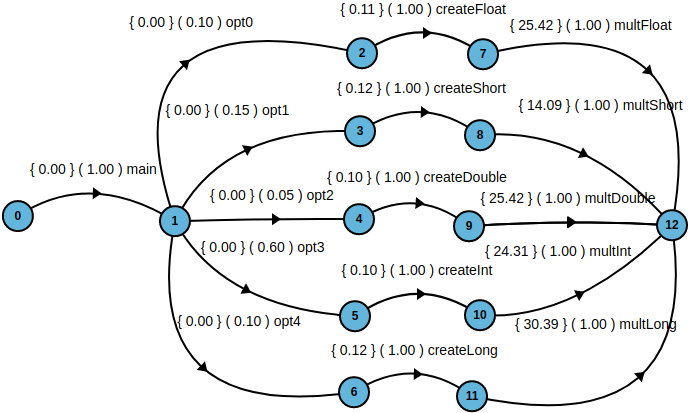 { 0.11 } ( 1.00 ) createFloat
{ 0.00 } ( 0.10 ) opt0
{ 25.42 } ( 1.00 ) multFloat
2
7
{ 0.12 } ( 1.00 ) createShort
{ 0.00 } ( 0.15 ) opt1
{ 14.09 } ( 1.00 ) multShort
3
8
{ 0.00 } ( 1.00 ) main
{ 0.10 } ( 1.00 ) createDouble
{ 0.00 } ( 0.05 ) opt2
{ 25.42 } ( 1.00 ) multDouble
0
1
4
9
12
{ 0.00 } ( 0.60 ) opt3
{ 24.31 } ( 1.00 ) multInt
{ 0.10 } ( 1.00 ) createInt
5
10
{ 0.00 } ( 0.10 ) opt4
{ 30.39 } ( 1.00 ) multLong
{ 0.12 } ( 1.00 ) createLong
6
11